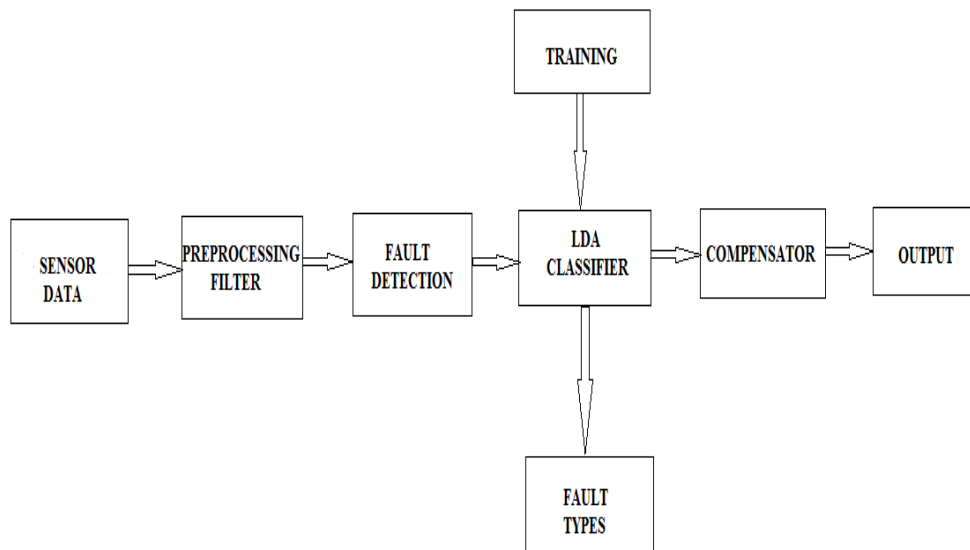 TRAINING
SENSOR
DATA
PREPROCESSING
FILTER
FAULT
DETECTION
LDA
CLASSIFIER
COMPENSATOR
OUTPUT
FAULT
TYPES